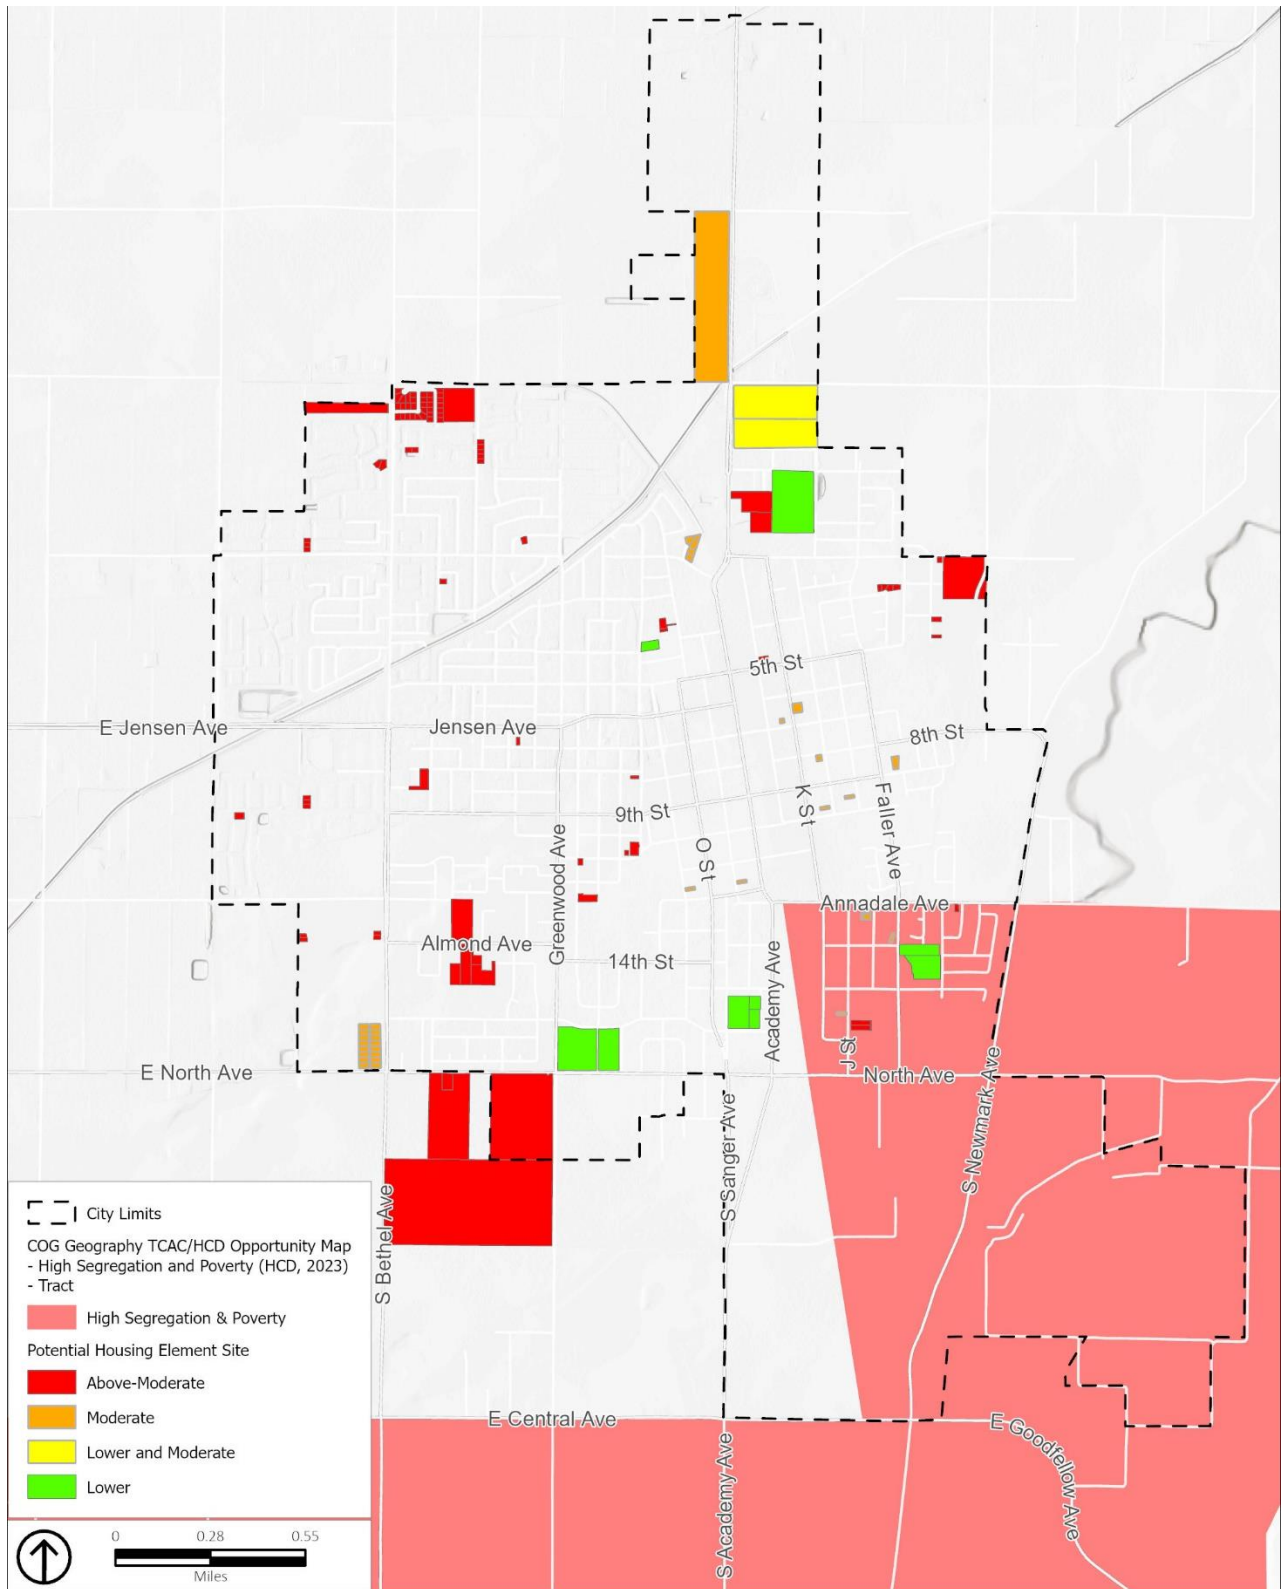 5th St
E Jensen Ave
Jensen Ave
8th St
9th St
K St
Faller Ave
O St
Greenwood Ave
Annadale Ave
Almond Ave
14th St
Academy Ave
J St
E North Ave
North Ave
S Newmark Ave
S Sanger Ave
S Bethel Ave
City Limits
COG Geography TCAC/HCD Opportunity Map
- High Segregation and Poverty (HCD, 2023)
- Tract
High Segregation & Poverty
Potential Housing Element Site
Above-Moderate
Moderate
Lower and Moderate
Lower
E Central Ave
E Goodfellow Ave
S Academy Ave
0 0.28 0.55
Miles